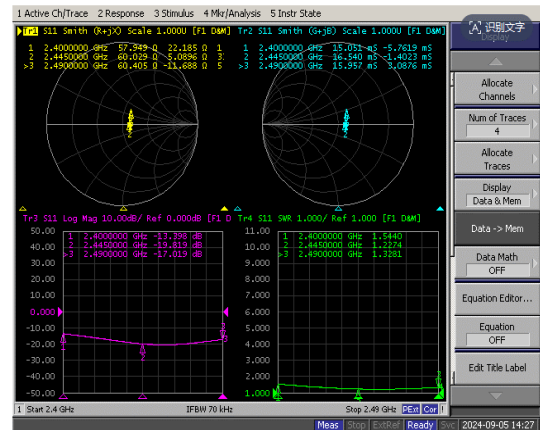 1 Active Ch/Trace 2 Response 3 Stimulus 4 Mkr/Analysis 5 Instr State
Tr1 S11 Smith (R+jX) Scale 1.000U [F1 D&M]
1 2.4000000 GHz 57.949 Ω 22.185 Ω 1
2 2.4450000 GHz 60.029 Ω -5.0896 Ω 3
>3 2.4900000 GHz 60.405 Ω -11.688 Ω 5
Tr2 S11 Smith (G+jB) Scale 1.000U [F1 D&M]
1 2.4000000 GHz 15.051 mS -5.7619 mS
2 2.4450000 GHz 16.540 mS -1.4023 mS
>3 2.4900000 GHz 15.957 mS 3.0876 mS
Tr3 S11 Log Mag 10.00dB/ Ref 0.000dB [F1 D
1 2.4000000 GHz -13.398 dB
2 2.4450000 GHz -19.819 dB
>3 2.4900000 GHz -17.019 dB
50.00
40.00
30.00
20.00
10.00
0.000
-10.00
-20.00
-30.00
-40.00
-50.00
Tr4 S11 SWR 1.000/ Ref 1.000 [F1 D&M]
1 2.4000000 GHz 1.5440
2 2.4450000 GHz 1.2274
>3 2.4900000 GHz 1.3281
11.00
10.00
9.000
8.000
7.000
6.000
5.000
4.000
3.000
2.000
1.000
1 Start 2.4 GHz IFBW 70 kHz Stop 2.49 GHz PExt Cor !
Meas Stop ExtRef Ready Svc 2024-09-05 14:27
识别文字
Display
Allocate
Channels
Num of Traces
4
Allocate
Traces
Display
Data & Mem
Data -> Mem
Data Math
OFF
Equation Editor...
Equation
OFF
Edit Title Label